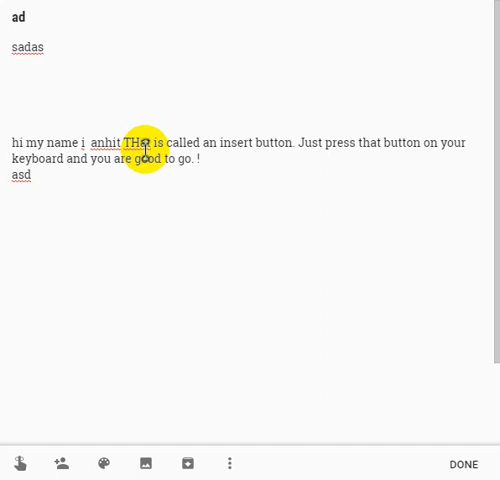 ad
sadas
hi my name i  anhit THat is called an insert button. Just press that button on your
keyboard and you are good to go. !
asd
DONE